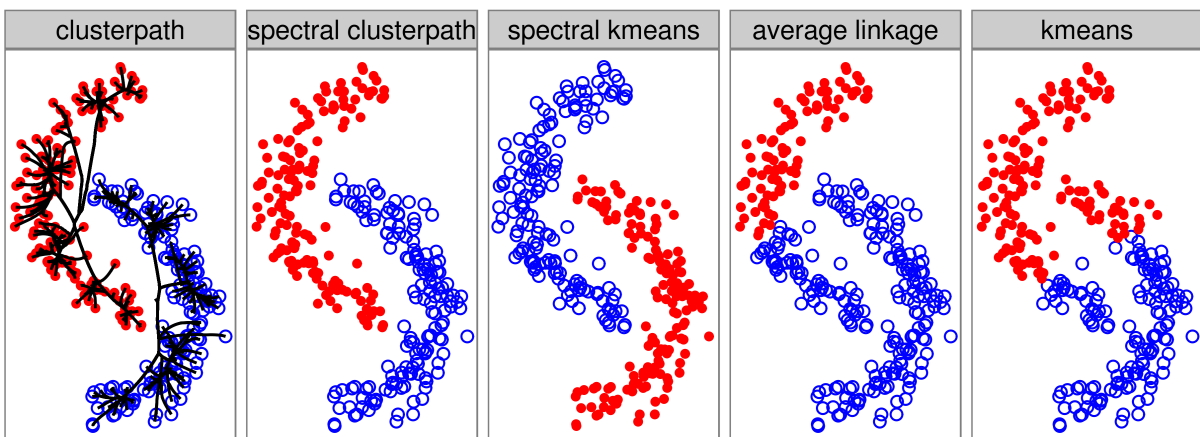 clusterpath
spectral clusterpath
spectral kmeans
average linkage
kmeans